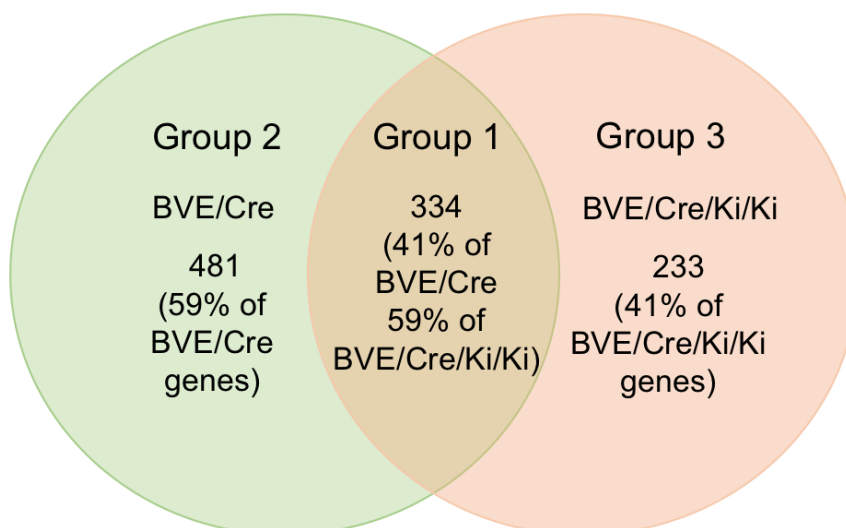 Group 2
BVE/Cre
481
(59% of
BVE/Cre
genes)
Group 1
334
(41% of
BVE/Cre
59% of
BVE/Cre/Ki/Ki)
Group 3
BVE/Cre/Ki/Ki
233
(41% of
BVE/Cre/Ki/Ki
genes)